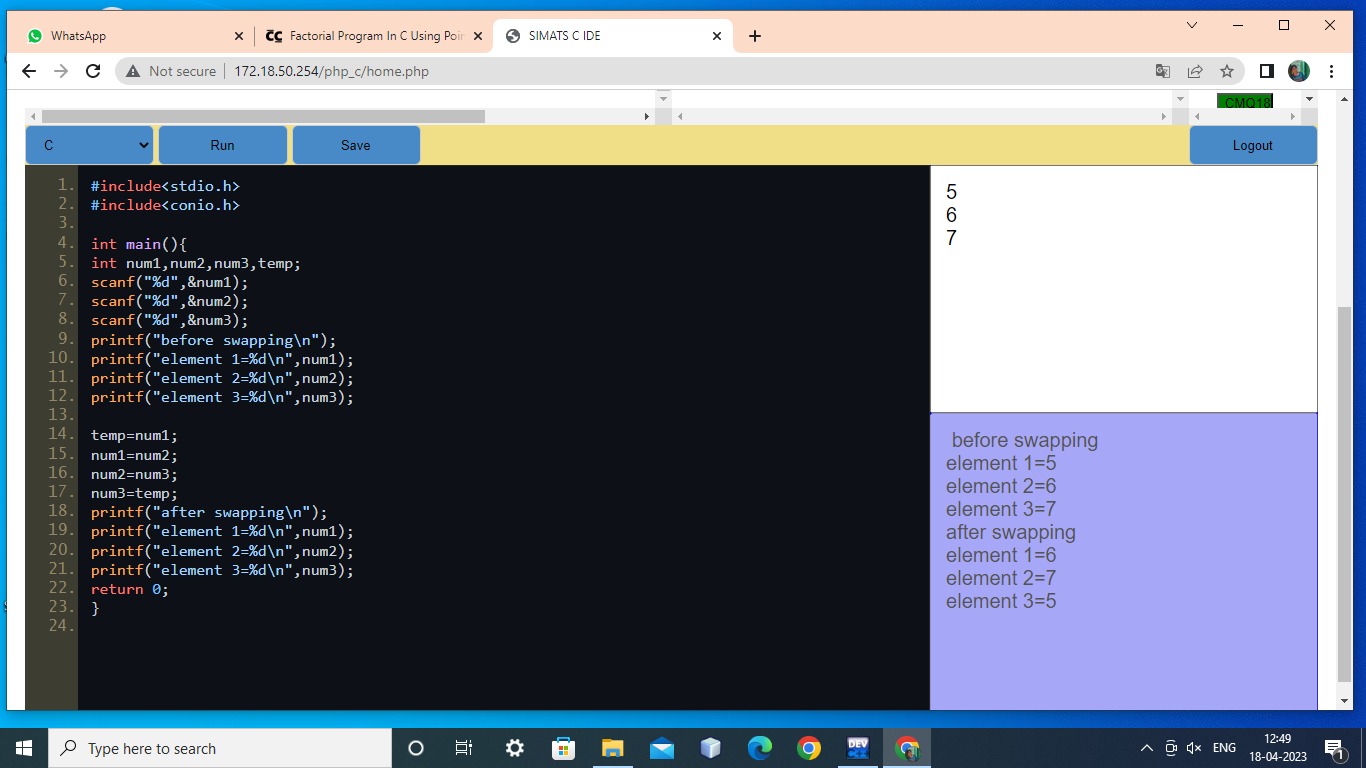 WhatsApp
Factorial Program In C Using Poin
SIMATS C IDE
Not secure
172.18.50.254/php_c/home.php
CMQ18
C
Run
Save
Logout
1. #include<stdio.h>
2. #include<conio.h>
3.
4. int main(){
5. int num1,num2,num3,temp;
6. scanf("%d",&num1);
7. scanf("%d",&num2);
8. scanf("%d",&num3);
9. printf("before swapping\n");
10. printf("element 1=%d\n",num1);
11. printf("element 2=%d\n",num2);
12. printf("element 3=%d\n",num3);
13.
14. temp=num1;
15. num1=num2;
16. num2=num3;
17. num3=temp;
18. printf("after swapping\n");
19. printf("element 1=%d\n",num1);
20. printf("element 2=%d\n",num2);
21. printf("element 3=%d\n",num3);
22. return 0;
23. }
24.
5
6
7
before swapping
element 1=5
element 2=6
element 3=7
after swapping
element 1=6
element 2=7
element 3=5
Type here to search
DEV
ENG
12:49
18-04-2023
1